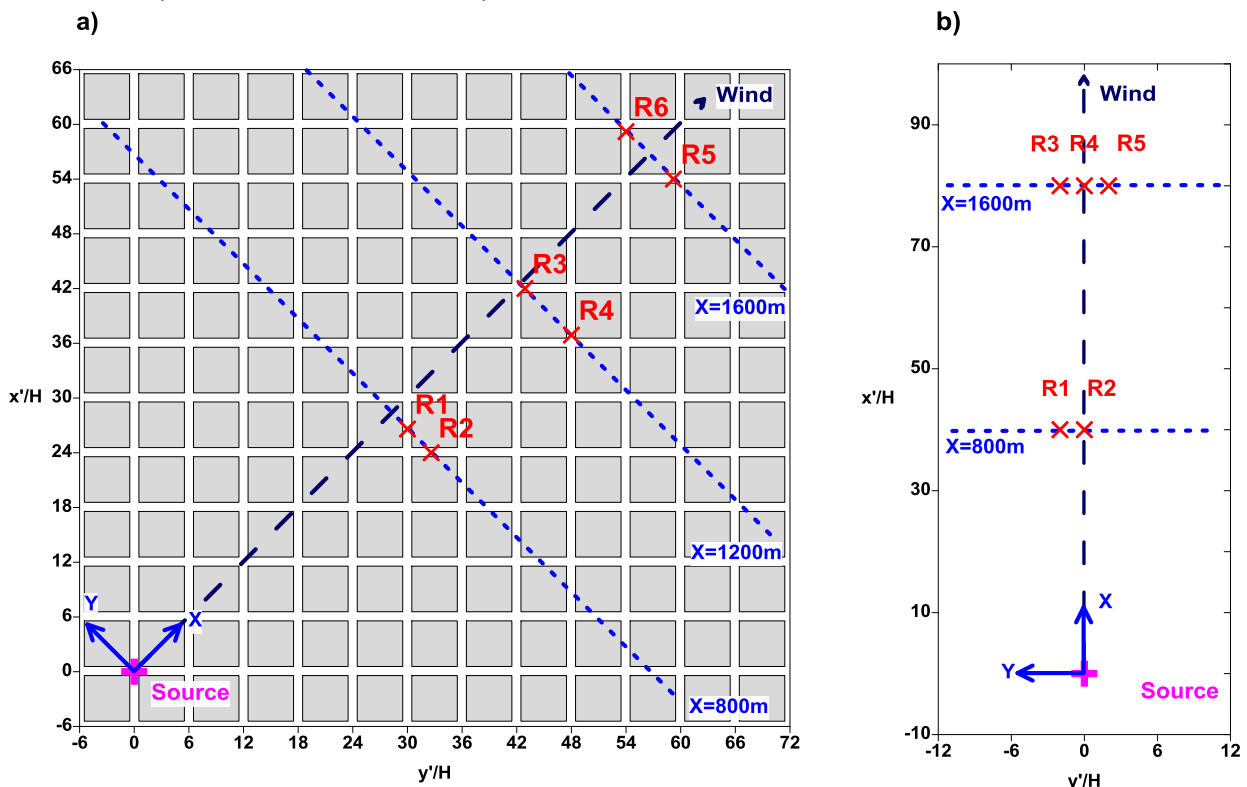 a)
66
60
54
48
42
36
30
24
18
12
6
0
-6
x'/H
-6 0 6 12 18 24 30 36 42 48 54 60 66 72
y'/H
Wind
R6
R5
R3
R4
R1
R2
X=1600m
X=1200m
X=800m
Y
X
Source
b)
90
70
50
30
10
-10
x'/H
-12 -6 0 6 12
y'/H
Wind
R3 R4 R5
X=1600m
R1 R2
X=800m
X
Y
Source